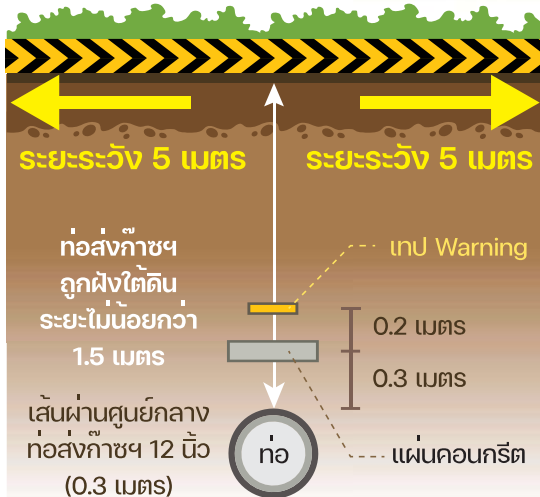 ระยะระวัง 5 เมตร
ระยะระวัง 5 เมตร
ท่อส่งก๊าซฯ
ถูกฝังใต้ดิน
ระยะไม่น้อยกว่า
1.5 เมตร
เทป Warning
0.2 เมตร
0.3 เมตร
เส้นผ่านศูนย์กลาง
ท่อส่งก๊าซฯ 12 นิ้ว
(0.3 เมตร)
ท่อ
แผ่นคอนกรีต